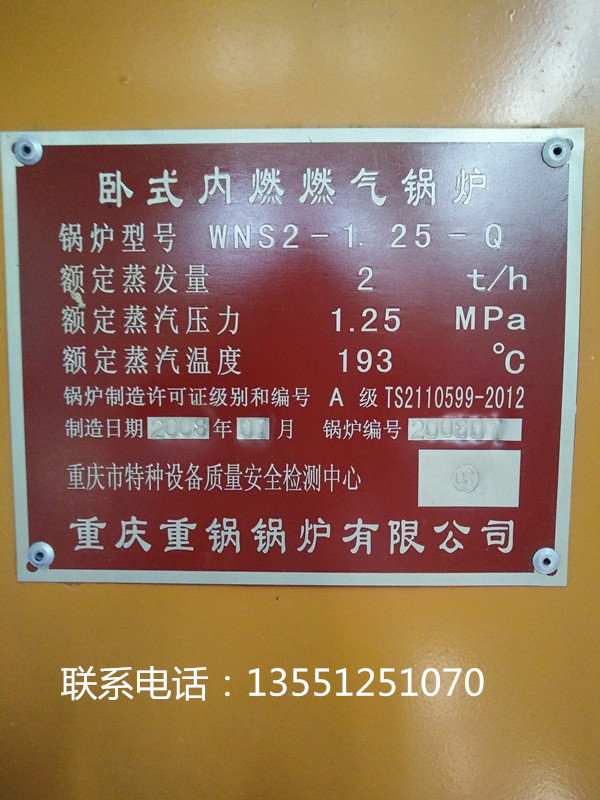 卧式内燃燃气锅炉
锅炉型号 WNS2-1.25-Q
额定蒸发量 2 t/h
额定蒸汽压力 1.25 MPa
额定蒸汽温度 193 ℃
锅炉制造许可证级别和编号 A 级 TS2110599-2012
制造日期 2008 年 07 月 锅炉编号 200807
重庆市特种设备质量安全检测中心
重庆重锅锅炉有限公司
联系电话：13551251070